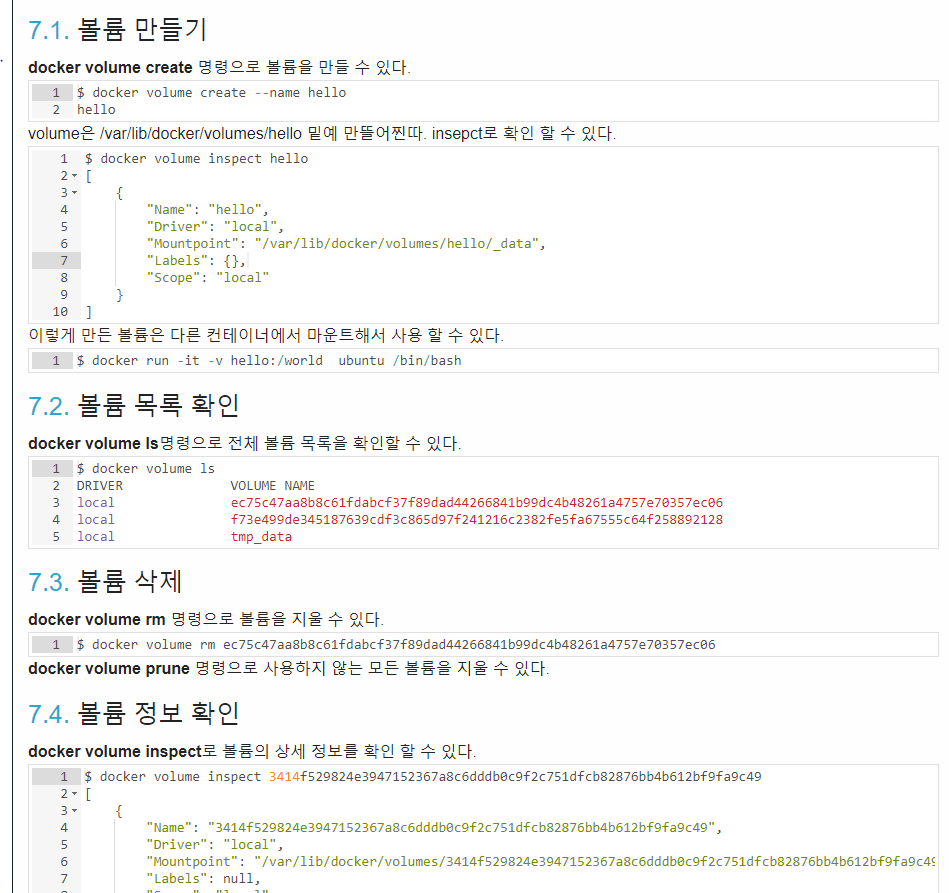 7.1. 볼륨 만들기
docker volume create 명령으로 볼륨을 만들 수 있다.
1 $ docker volume create --name hello
2 hello
volume은 /var/lib/docker/volumes/hello 밑예 만뜰어찐따. insepct로 확인 할 수 있다.
1 $ docker volume inspect hello
2 [
3 {
4 "Name": "hello",
5 "Driver": "local",
6 "Mountpoint": "/var/lib/docker/volumes/hello/_data",
7 "Labels": {},
8 "Scope": "local"
9 }
10 ]
이렇게 만든 볼륨은 다른 컨테이너에서 마운트해서 사용 할 수 있다.
1 $ docker run -it -v hello:/world  ubuntu /bin/bash
7.2. 볼륨 목록 확인
docker volume ls명령으로 전체 볼륨 목록을 확인할 수 있다.
1 $ docker volume ls
2 DRIVER VOLUME NAME
3 local ec75c47aa8b8c61fdabcf37f89dad44266841b99dc4b48261a4757e70357ec06
4 local f73e499de345187639cdf3c865d97f241216c2382fe5fa67555c64f258892128
5 local tmp_data
7.3. 볼륨 삭제
docker volume rm 명령으로 볼륨을 지울 수 있다.
1 $ docker volume rm ec75c47aa8b8c61fdabcf37f89dad44266841b99dc4b48261a4757e70357ec06
docker volume prune 명령으로 사용하지 않는 모든 볼륨을 지울 수 있다.
7.4. 볼륨 정보 확인
docker volume inspect로 볼륨의 상세 정보를 확인 할 수 있다.
1 $ docker volume inspect 3414f529824e3947152367a8c6dddb0c9f2c751dfcb82876bb4b612bf9fa9c49
2 [
3 {
4 "Name": "3414f529824e3947152367a8c6dddb0c9f2c751dfcb82876bb4b612bf9fa9c49",
5 "Driver": "local",
6 "Mountpoint": "/var/lib/docker/volumes/3414f529824e3947152367a8c6dddb0c9f2c751dfcb82876bb4b612bf9fa9c49
7 "Labels": null,